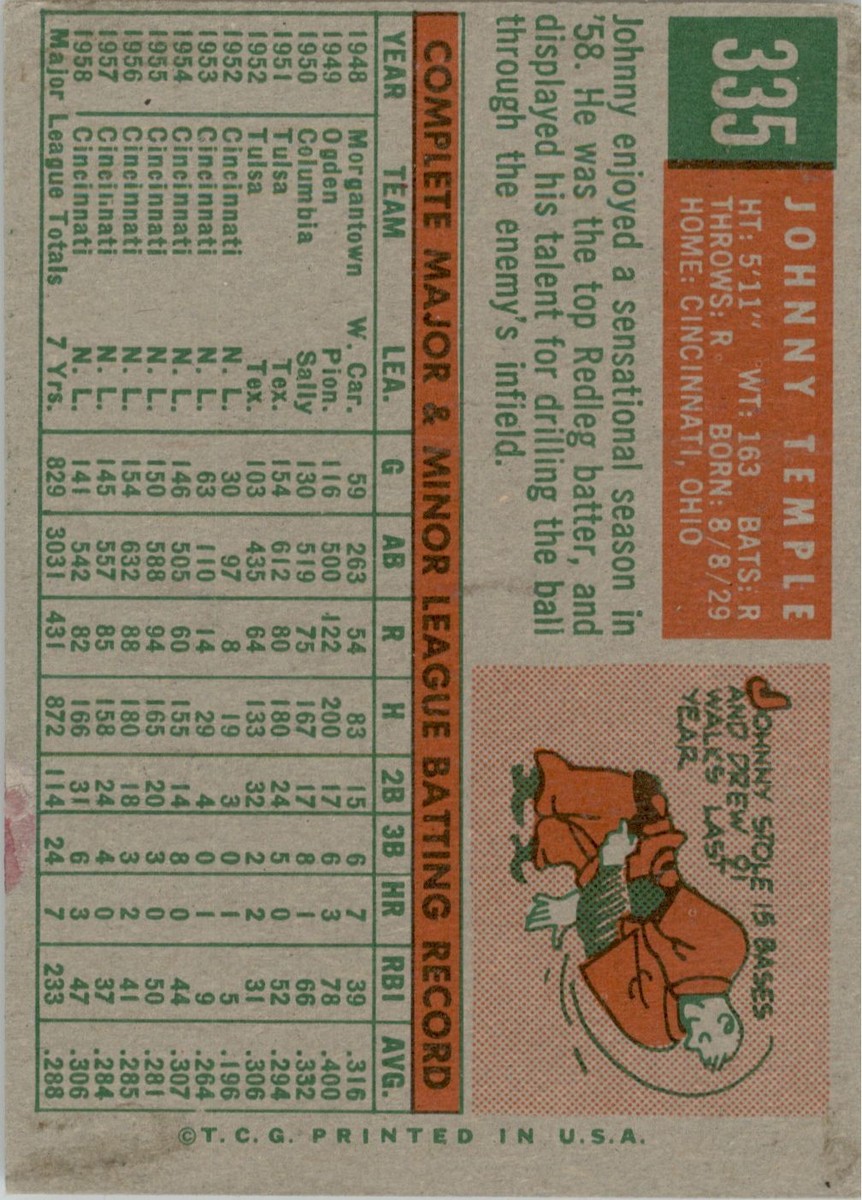 335
JOHNNY TEMPLE
HT: 5'11" WT: 163 BATS: R
THROWS: R BORN: 8/8/29
HOME: CINCINNATI, OHIO
Johnny enjoyed a sensational season in
'58. He was the top Redleg batter, and
displayed his talent for drilling the ball
through the enemy's infield.
JOHNNY STOLE 15 BASES
AND DREW 91
WALKS LAST
YEAR
COMPLETE MAJOR & MINOR LEAGUE BATTING RECORD
YEAR TEAM LEA. G AB R H 2B 3B HR RBI AVG.
1948 Morgantown W. Car. 59 263 54 83 15 6 7 39 .316
1949 Ogden Pion. 116 500 122 200 17 6 3 78 .400
1950 Columbia Sally 130 519 75 167 17 8 1 66 .332
1951 Tulsa Tex. 154 612 80 180 24 5 0 52 .294
1952 Tulsa Tex. 103 435 64 133 32 2 2 31 .306
1952 Cincinnati N. L. 30 97 8 19 3 0 1 5 .196
1953 Cincinnati N. L. 63 110 14 29 4 0 1 9 .264
1954 Cincinnati N. L. 146 505 60 155 14 8 0 44 .307
1955 Cincinnati N. L. 150 588 94 165 20 3 0 50 .281
1956 Cincinnati N. L. 154 632 88 180 18 3 2 41 .285
1957 Cincinnati N. L. 145 557 85 158 24 4 0 37 .284
1958 Cincinnati N. L. 141 542 82 166 31 6 3 47 .306
Major League Totals 7 Yrs. 829 3031 431 872 114 24 7 233 .288
©T.C.G. PRINTED IN U.S.A.